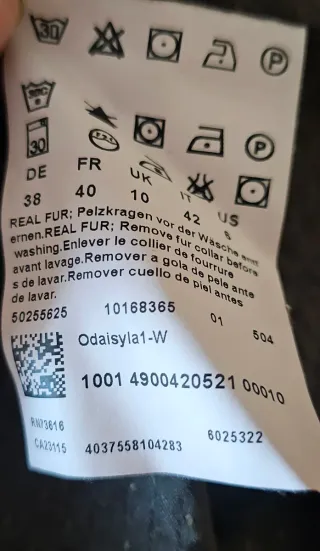 30
P
30°C
30
P
DE FR UK IT US
38 40 10 42 8
REAL FUR; Pelzkragen vor der Wäsche ent
ernen.REAL FUR; Remove fur collar before
washing.Enlever le collier de fourrure
avant lavage.Remover a gola de pele ante
s de lavar.Remover cuello de piel antes
de lavar.
50255625 10168365 01 504
Odaisyla1-W
1001 4900420521 00010
RN73616
CA23115 4037558104283 6025322